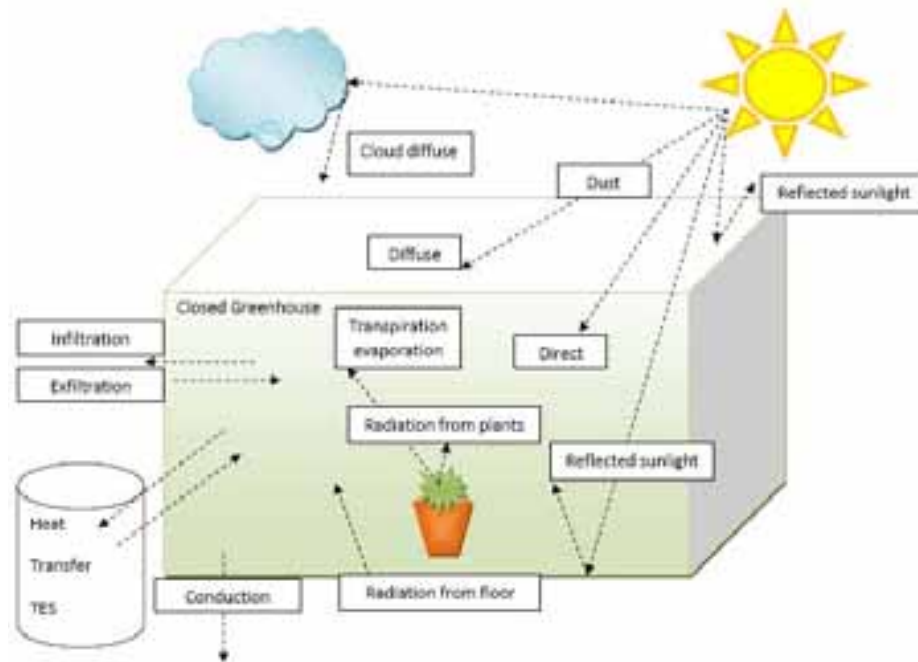 Cloud diffuse
Dust
Reflected sunlight
Diffuse
Closed Greenhouse
Infiltration
Transpiration
evaporation
Direct
Exfiltration
Radiation from plants
Reflected sunlight
Heat
Transfer
TES
Conduction
Radiation from floor